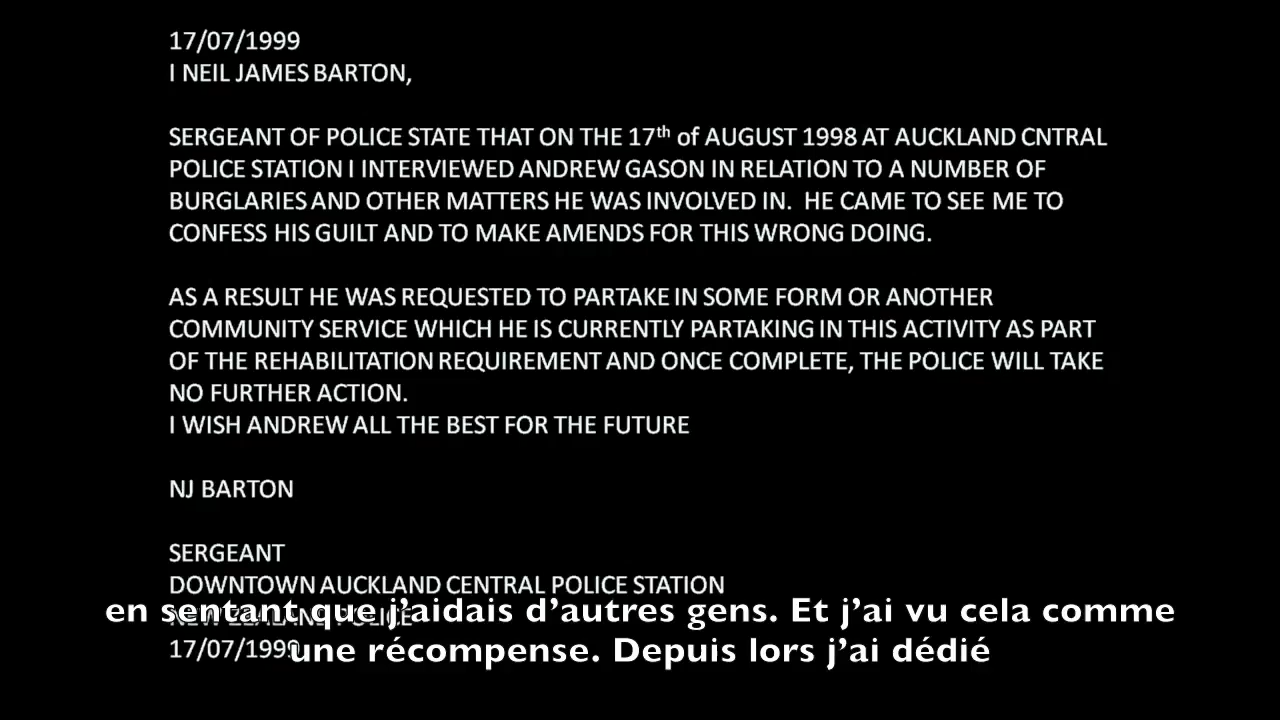 17/07/1999
I NEIL JAMES BARTON,
SERGEANT OF POLICE STATE THAT ON THE 17th of AUGUST 1998 AT AUCKLAND CNTRAL
POLICE STATION I INTERVIEWED ANDREW GASON IN RELATION TO A NUMBER OF
BURGLARIES AND OTHER MATTERS HE WAS INVOLVED IN. HE CAME TO SEE ME TO
CONFESS HIS GUILT AND TO MAKE AMENDS FOR THIS WRONG DOING.
AS A RESULT HE WAS REQUESTED TO PARTAKE IN SOME FORM OR ANOTHER
COMMUNITY SERVICE WHICH HE IS CURRENTLY PARTAKING IN THIS ACTIVITY AS PART
OF THE REHABILITATION REQUIREMENT AND ONCE COMPLETE, THE POLICE WILL TAKE
NO FURTHER ACTION.
I WISH ANDREW ALL THE BEST FOR THE FUTURE
NJ BARTON
SERGEANT
DOWNTOWN AUCKLAND CENTRAL POLICE STATION
NEW ZEALAND POLICE
17/07/1999
en sentant que j'aidais d'autres gens. Et j'ai vu cela comme
une récompense. Depuis lors j'ai dédié